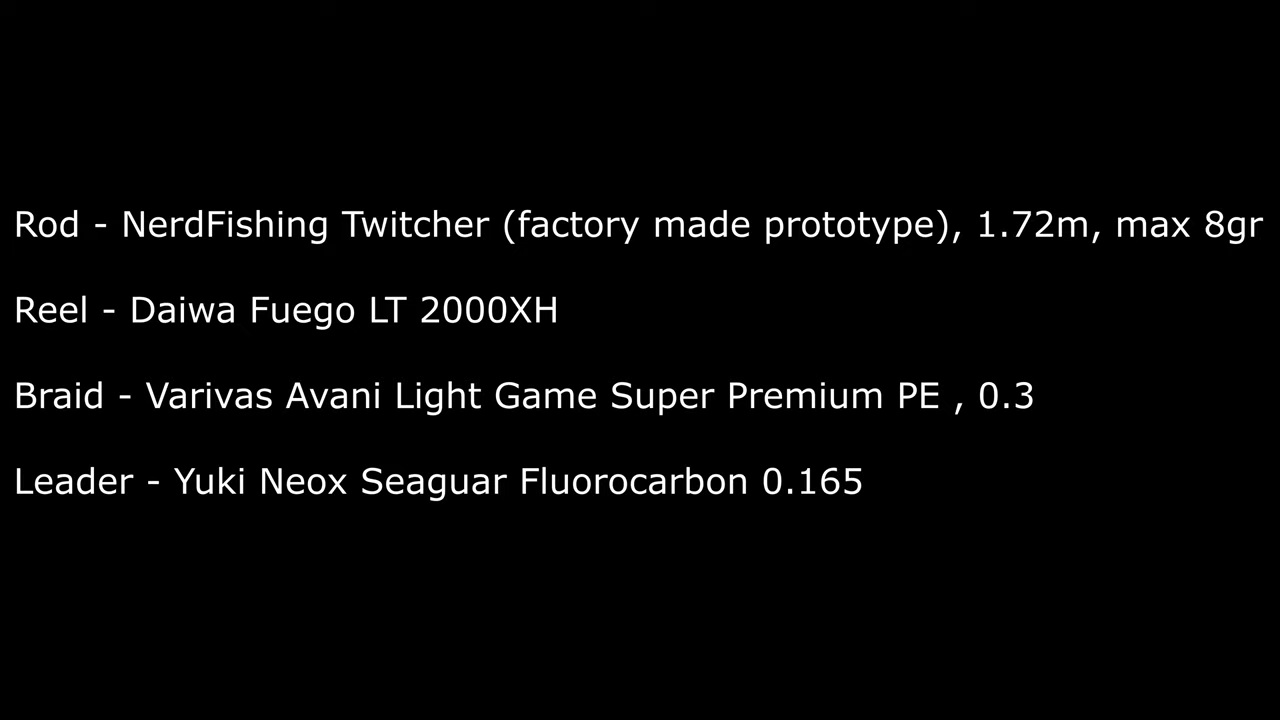 Rod - NerdFishing Twitcher (factory made prototype), 1.72m, max 8gr
Reel - Daiwa Fuego LT 2000XH
Braid - Varivas Avani Light Game Super Premium PE , 0.3
Leader - Yuki Neox Seaguar Fluorocarbon 0.165